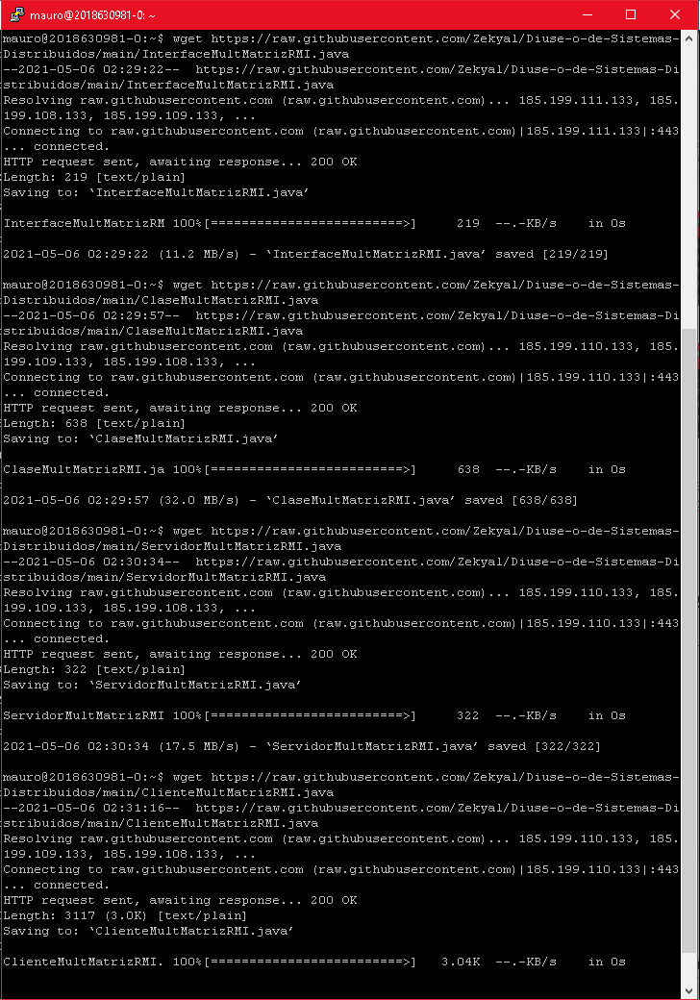 mauro@2018630981-0: ~
mauro@2018630981-0:~$ wget https://raw.githubusercontent.com/Zekyal/Diuse-o-de-Sistemas-
Distribuidos/main/InterfaceMultMatrizRMI.java
--2021-05-06 02:29:22--  https://raw.githubusercontent.com/Zekyal/Diuse-o-de-Sistemas-Di
stribuidos/main/InterfaceMultMatrizRMI.java
Resolving raw.githubusercontent.com (raw.githubusercontent.com)... 185.199.111.133, 185.
199.108.133, 185.199.109.133, ...
Connecting to raw.githubusercontent.com (raw.githubusercontent.com)|185.199.111.133|:443
... connected.
HTTP request sent, awaiting response... 200 OK
Length: 219 [text/plain]
Saving to: ‘InterfaceMultMatrizRMI.java’
InterfaceMultMatrizRM 100%[=========================>]     219  --.-KB/s    in 0s
2021-05-06 02:29:22 (11.2 MB/s) - ‘InterfaceMultMatrizRMI.java’ saved [219/219]
mauro@2018630981-0:~$ wget https://raw.githubusercontent.com/Zekyal/Diuse-o-de-Sistemas-
Distribuidos/main/ClaseMultMatrizRMI.java
--2021-05-06 02:29:57--  https://raw.githubusercontent.com/Zekyal/Diuse-o-de-Sistemas-Di
stribuidos/main/ClaseMultMatrizRMI.java
Resolving raw.githubusercontent.com (raw.githubusercontent.com)... 185.199.110.133, 185.
199.109.133, 185.199.108.133, ...
Connecting to raw.githubusercontent.com (raw.githubusercontent.com)|185.199.110.133|:443
... connected.
HTTP request sent, awaiting response... 200 OK
Length: 638 [text/plain]
Saving to: ‘ClaseMultMatrizRMI.java’
ClaseMultMatrizRMI.ja 100%[=========================>]     638  --.-KB/s    in 0s
2021-05-06 02:29:57 (32.0 MB/s) - ‘ClaseMultMatrizRMI.java’ saved [638/638]
mauro@2018630981-0:~$ wget https://raw.githubusercontent.com/Zekyal/Diuse-o-de-Sistemas-
Distribuidos/main/ServidorMultMatrizRMI.java
--2021-05-06 02:30:34--  https://raw.githubusercontent.com/Zekyal/Diuse-o-de-Sistemas-Di
stribuidos/main/ServidorMultMatrizRMI.java
Resolving raw.githubusercontent.com (raw.githubusercontent.com)... 185.199.110.133, 185.
199.109.133, 185.199.108.133, ...
Connecting to raw.githubusercontent.com (raw.githubusercontent.com)|185.199.110.133|:443
... connected.
HTTP request sent, awaiting response... 200 OK
Length: 322 [text/plain]
Saving to: ‘ServidorMultMatrizRMI.java’
ServidorMultMatrizRMI 100%[=========================>]     322  --.-KB/s    in 0s
2021-05-06 02:30:34 (17.5 MB/s) - ‘ServidorMultMatrizRMI.java’ saved [322/322]
mauro@2018630981-0:~$ wget https://raw.githubusercontent.com/Zekyal/Diuse-o-de-Sistemas-
Distribuidos/main/ClienteMultMatrizRMI.java
--2021-05-06 02:31:16--  https://raw.githubusercontent.com/Zekyal/Diuse-o-de-Sistemas-Di
stribuidos/main/ClienteMultMatrizRMI.java
Resolving raw.githubusercontent.com (raw.githubusercontent.com)... 185.199.110.133, 185.
199.109.133, 185.199.108.133, ...
Connecting to raw.githubusercontent.com (raw.githubusercontent.com)|185.199.110.133|:443
... connected.
HTTP request sent, awaiting response... 200 OK
Length: 3117 (3.0K) [text/plain]
Saving to: ‘ClienteMultMatrizRMI.java’
ClienteMultMatrizRMI. 100%[=========================>]   3.04K  --.-KB/s    in 0s